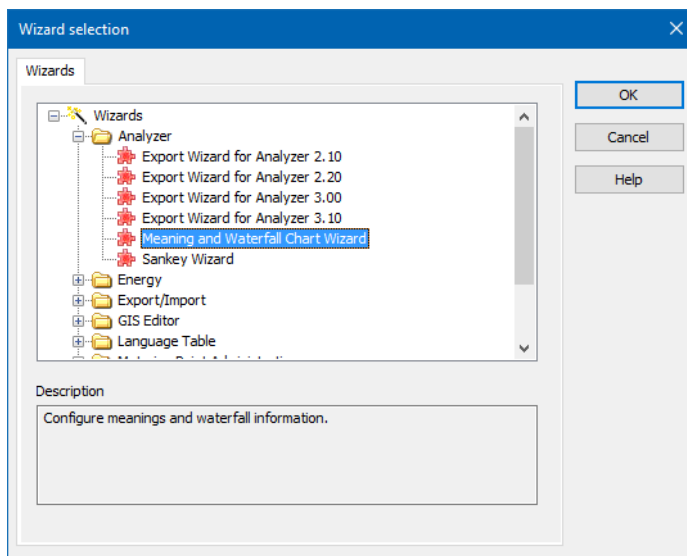 Wizard selection
Wizards
OK
Cancel
Help
Wizards
Analyzer
Export Wizard for Analyzer 2.10
Export Wizard for Analyzer 2.20
Export Wizard for Analyzer 3.00
Export Wizard for Analyzer 3.10
Meaning and Waterfall Chart Wizard
Sankey Wizard
Energy
Export/Import
GIS Editor
Language Table
Description
Configure meanings and waterfall information.